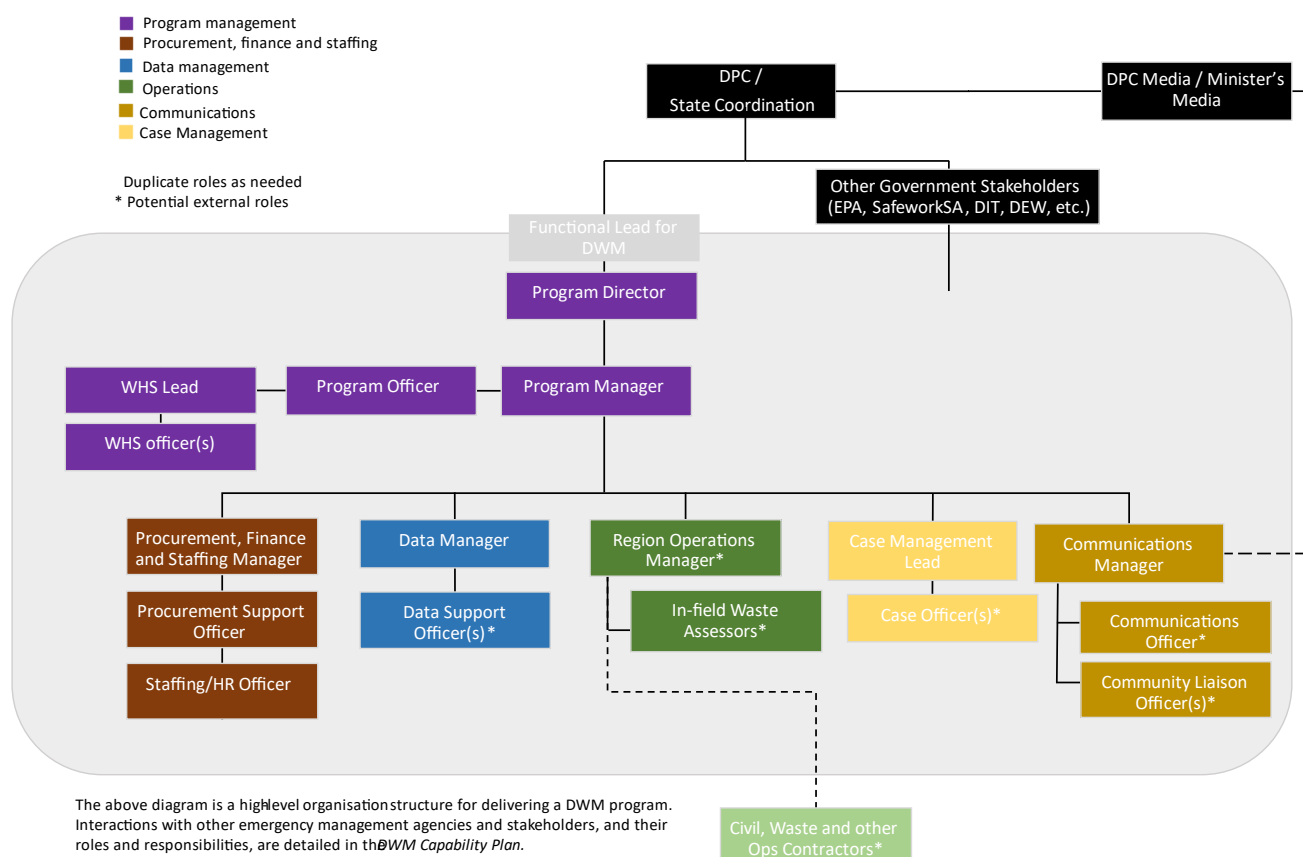 Program management
Procurement, finance and staffing
Data management
Operations
Communications
Case Management
Duplicate roles as needed
* Potential external roles
DPC /
State Coordination
DPC Media / Minister's
Media
Other Government Stakeholders
(EPA, SafeworkSA, DIT, DEW, etc.)
Functional Lead for
DWM
Program Director
WHS Lead
Program Officer
Program Manager
WHS officer(s)
Procurement, Finance
and Staffing Manager
Data Manager
Region Operations
Manager*
Case Management
Lead
Communications
Manager
Procurement Support
Officer
Data Support
Officer(s)*
In-field Waste
Assessors*
Case Officer(s)*
Communications
Officer*
Staffing/HR Officer
Community Liaison
Officer(s)*
The above diagram is a highlevel organisationstructure for delivering a DWM program.
Interactions with other emergency management agencies and stakeholders, and their
roles and responsibilities, are detailed in the DWM Capability Plan.
Civil, Waste and other
Ops Contractors*